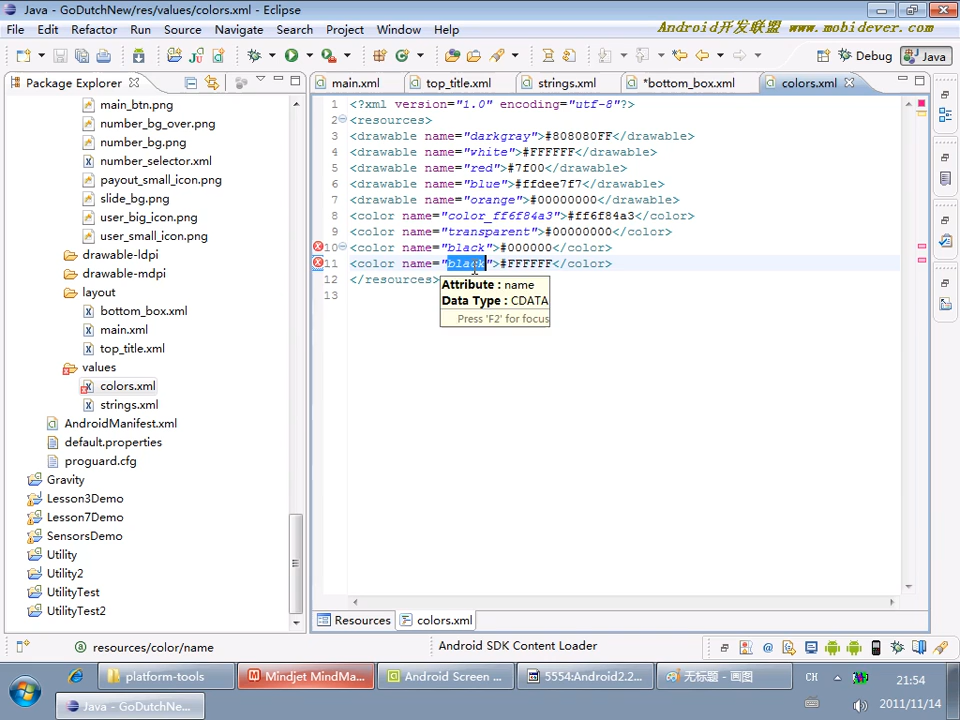 Java - GoDutchNew/res/values/colors.xml - Eclipse
File Edit Refactor Run Source Navigate Search Project Window Help
Android开发联盟
www.mobidever.com
Debug Java
Package Explorer
main.xml top_title.xml strings.xml *bottom_box.xml colors.xml
main_btn.png
number_bg_over.png
number_bg.png
number_selector.xml
payout_small_icon.png
slide_bg.png
user_big_icon.png
user_small_icon.png
drawable-ldpi
drawable-mdpi
layout
bottom_box.xml
main.xml
top_title.xml
values
colors.xml
strings.xml
AndroidManifest.xml
default.properties
proguard.cfg
Gravity
Lesson3Demo
Lesson7Demo
SensorsDemo
Utility
Utility2
UtilityTest
UtilityTest2
1 <?xml version="1.0" encoding="utf-8"?>
2 <resources>
3 <drawable name="darkgray">#808080FF</drawable>
4 <drawable name="white">#FFFFFF</drawable>
5 <drawable name="red">#7f00</drawable>
6 <drawable name="blue">#ffdee7f7</drawable>
7 <drawable name="orange">#00000000</drawable>
8 <color name="color_ff6f84a3">#ff6f84a3</color>
9 <color name="transparent">#00000000</color>
10 <color name="black">#000000</color>
11 <color name="black">#FFFFFF</color>
12 </resources>
13
Attribute : name
Data Type : CDATA
Press 'F2' for focus
Resources colors.xml
resources/color/name Android SDK Content Loader
platform-tools Mindjet MindMa... Android Screen ... 5554:Android2.2... 无标题 - 画图 CH 21:54
Java - GoDutchNe... 2011/11/14